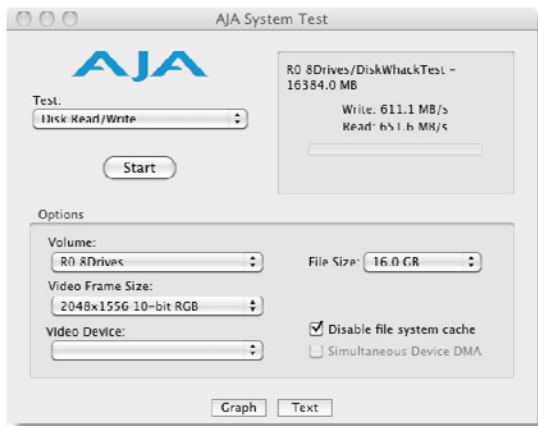 AJA System Test
AJA
Test:
Disk Read/Write
Start
R0 8Drives/DiskWhackTest –
16384.0 MB
Write: 611.1 MB/s
Read: 651.6 MB/s
Options
Volume:
R0 8Drives
File Size: 16.0 GB
Video Frame Size:
2048x1556 10-bit RGB
Video Device:
Disable file system cache
Simultaneous Device DMA
Graph
Text